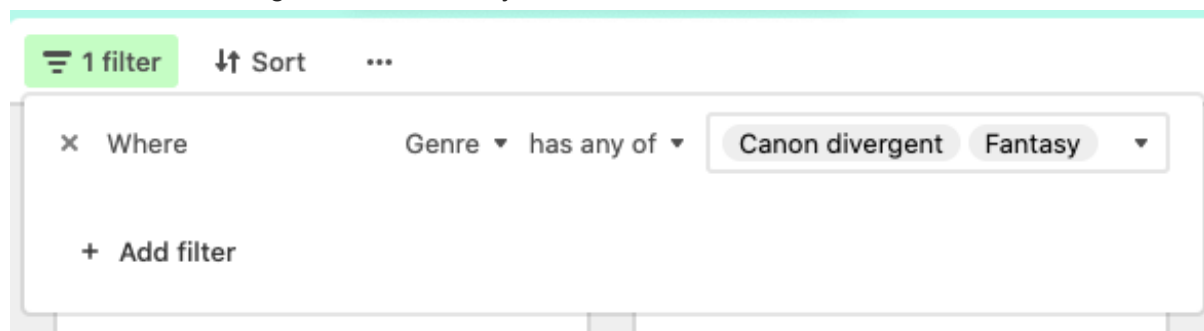 1 filter Sort ...
Where Genre has any of Canon divergent Fantasy
+ Add filter